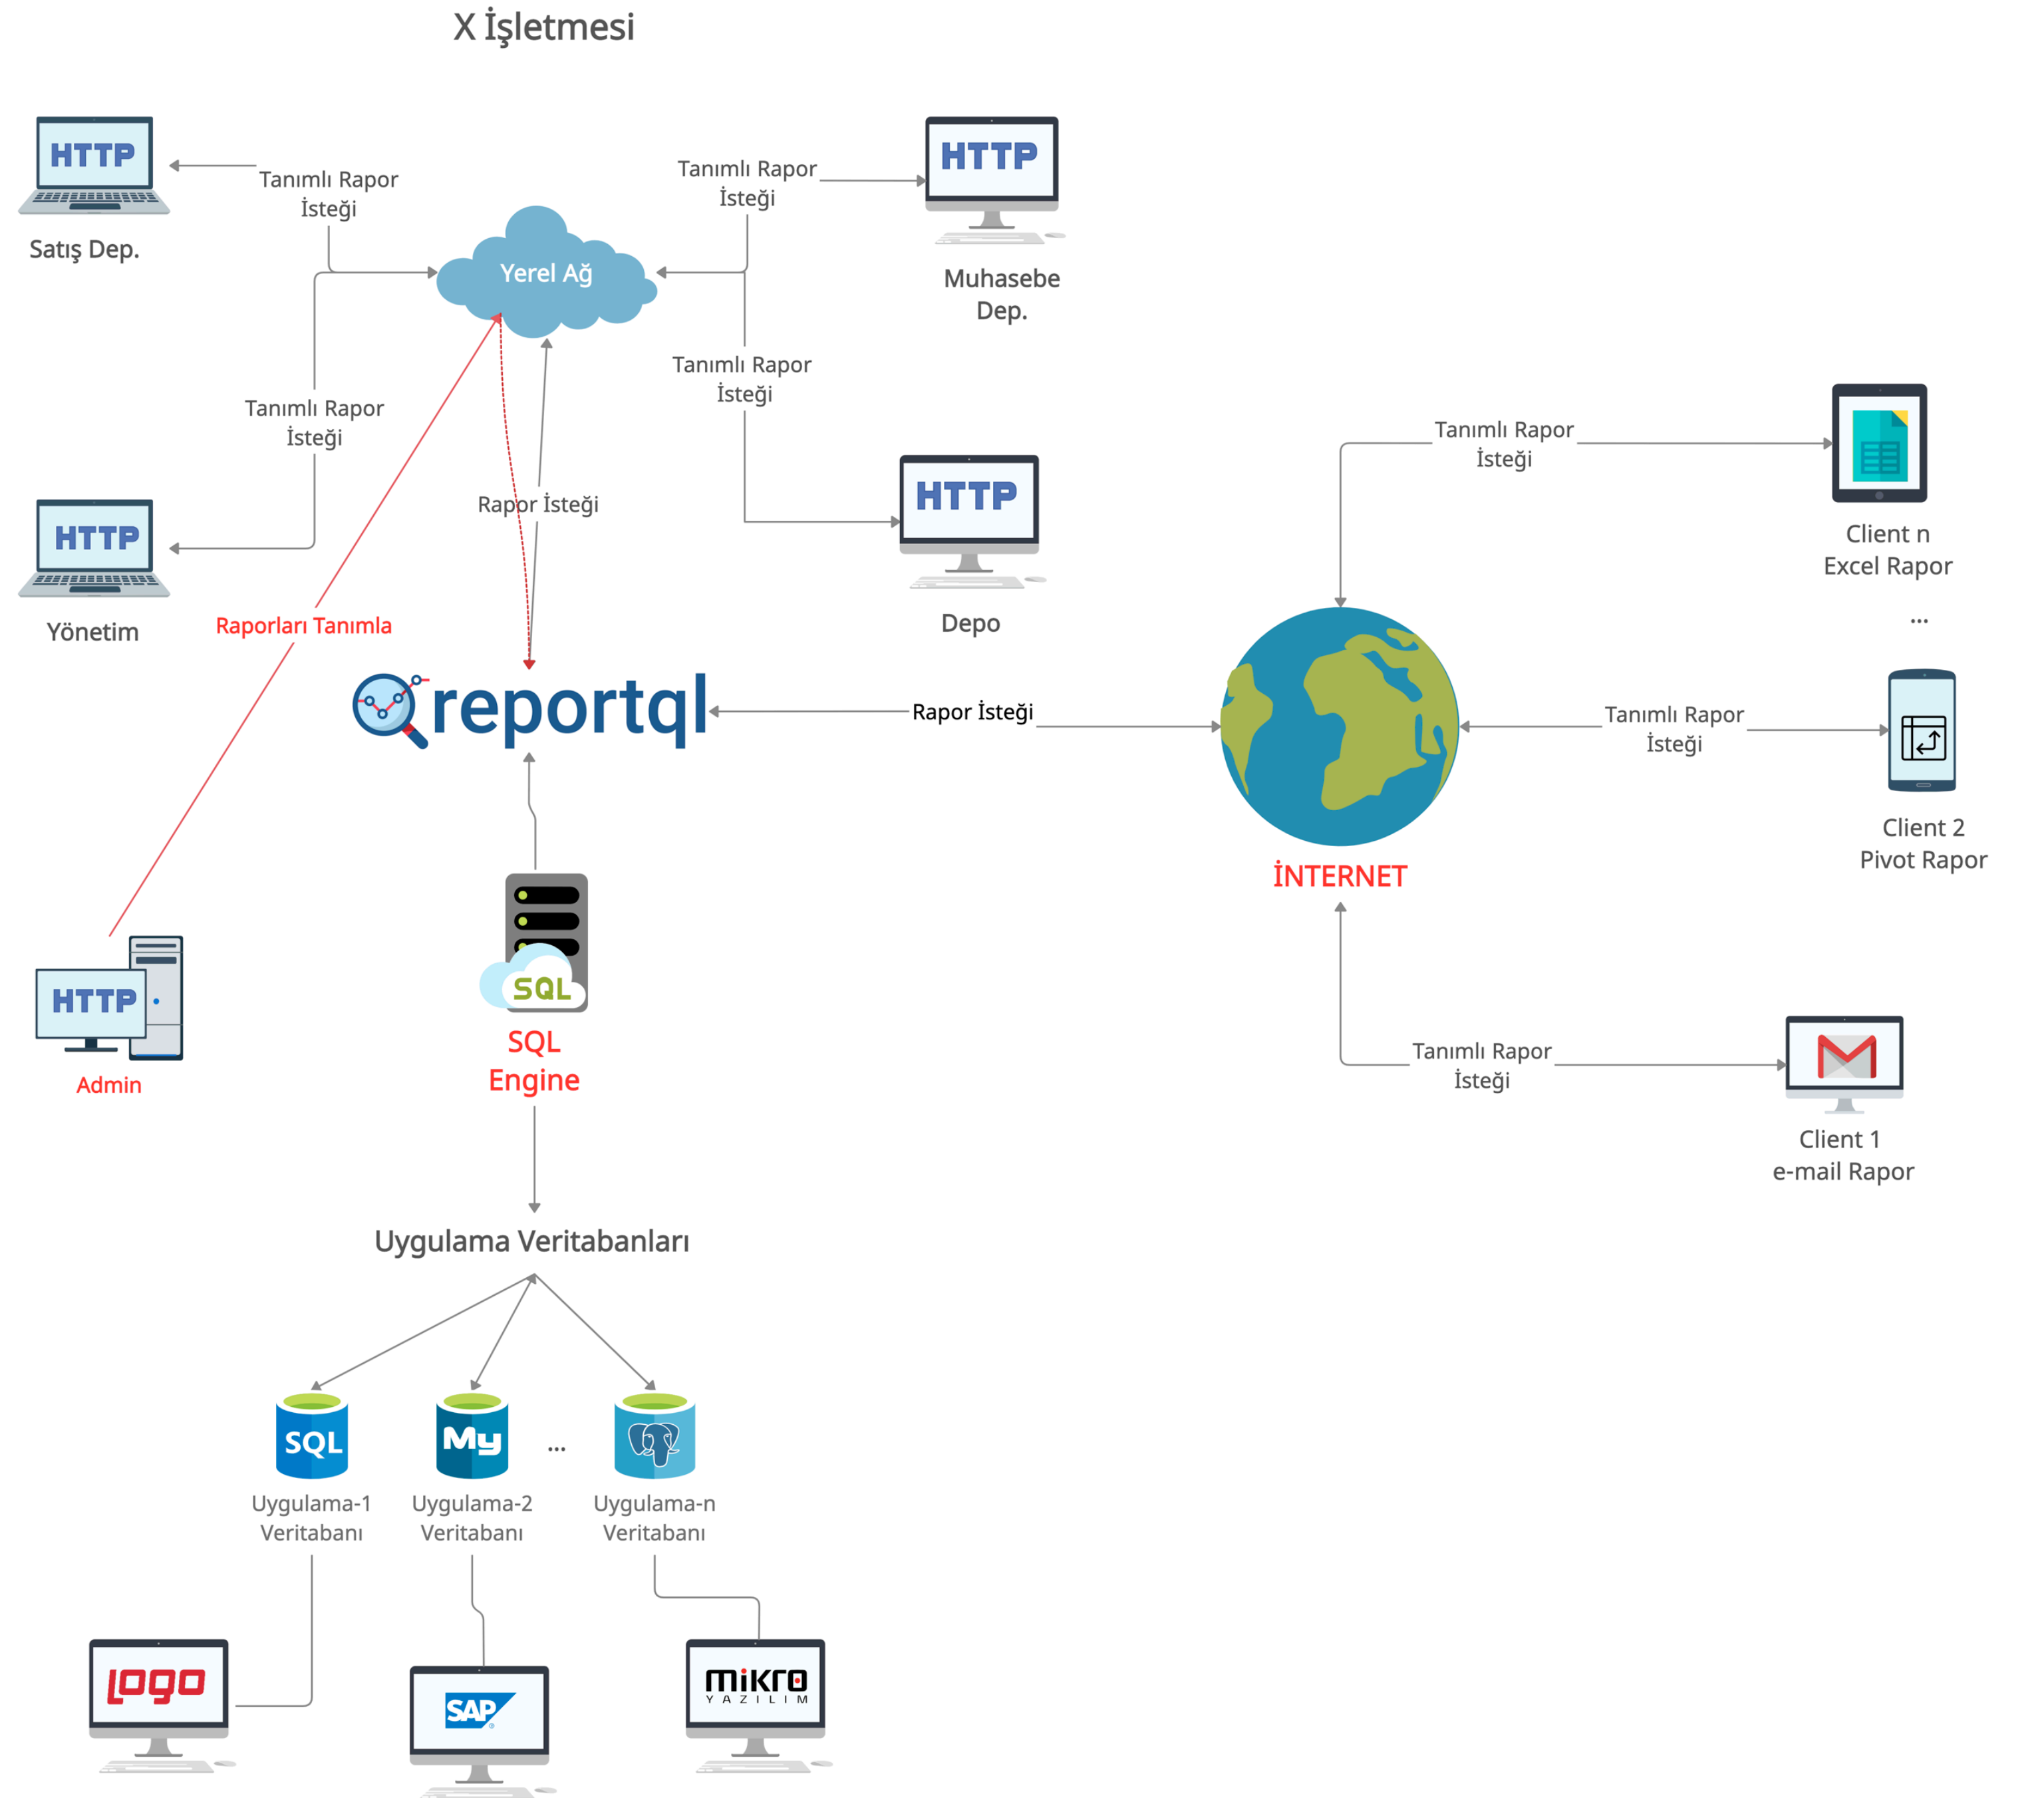 X İşletmesi
HTTP
Satış Dep.
Tanımlı Rapor
İsteği
Yerel Ağ
Tanımlı Rapor
İsteği
HTTP
Muhasebe
Dep.
Tanımlı Rapor
İsteği
HTTP
Yönetim
Tanımlı Rapor
İsteği
HTTP
Depo
Rapor İsteği
Raporları Tanımla
reportql
Rapor İsteği
HTTP
Admin
SQL
SQL
Engine
İNTERNET
Tanımlı Rapor
İsteği
Client n
Excel Rapor
...
Tanımlı Rapor
İsteği
Client 2
Pivot Rapor
Tanımlı Rapor
İsteği
Client 1
e-mail Rapor
Uygulama Veritabanları
SQL
My
...
Uygulama-1
Veritabanı
Uygulama-2
Veritabanı
Uygulama-n
Veritabanı
LOGO
SAP
mikro
YAZILIM